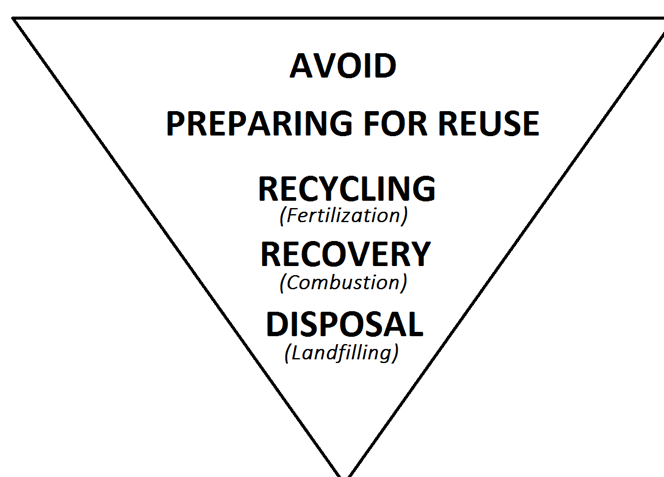 AVOID
PREPARING FOR REUSE
RECYCLING
(Fertilization)
RECOVERY
(Combustion)
DISPOSAL
(Landfilling)